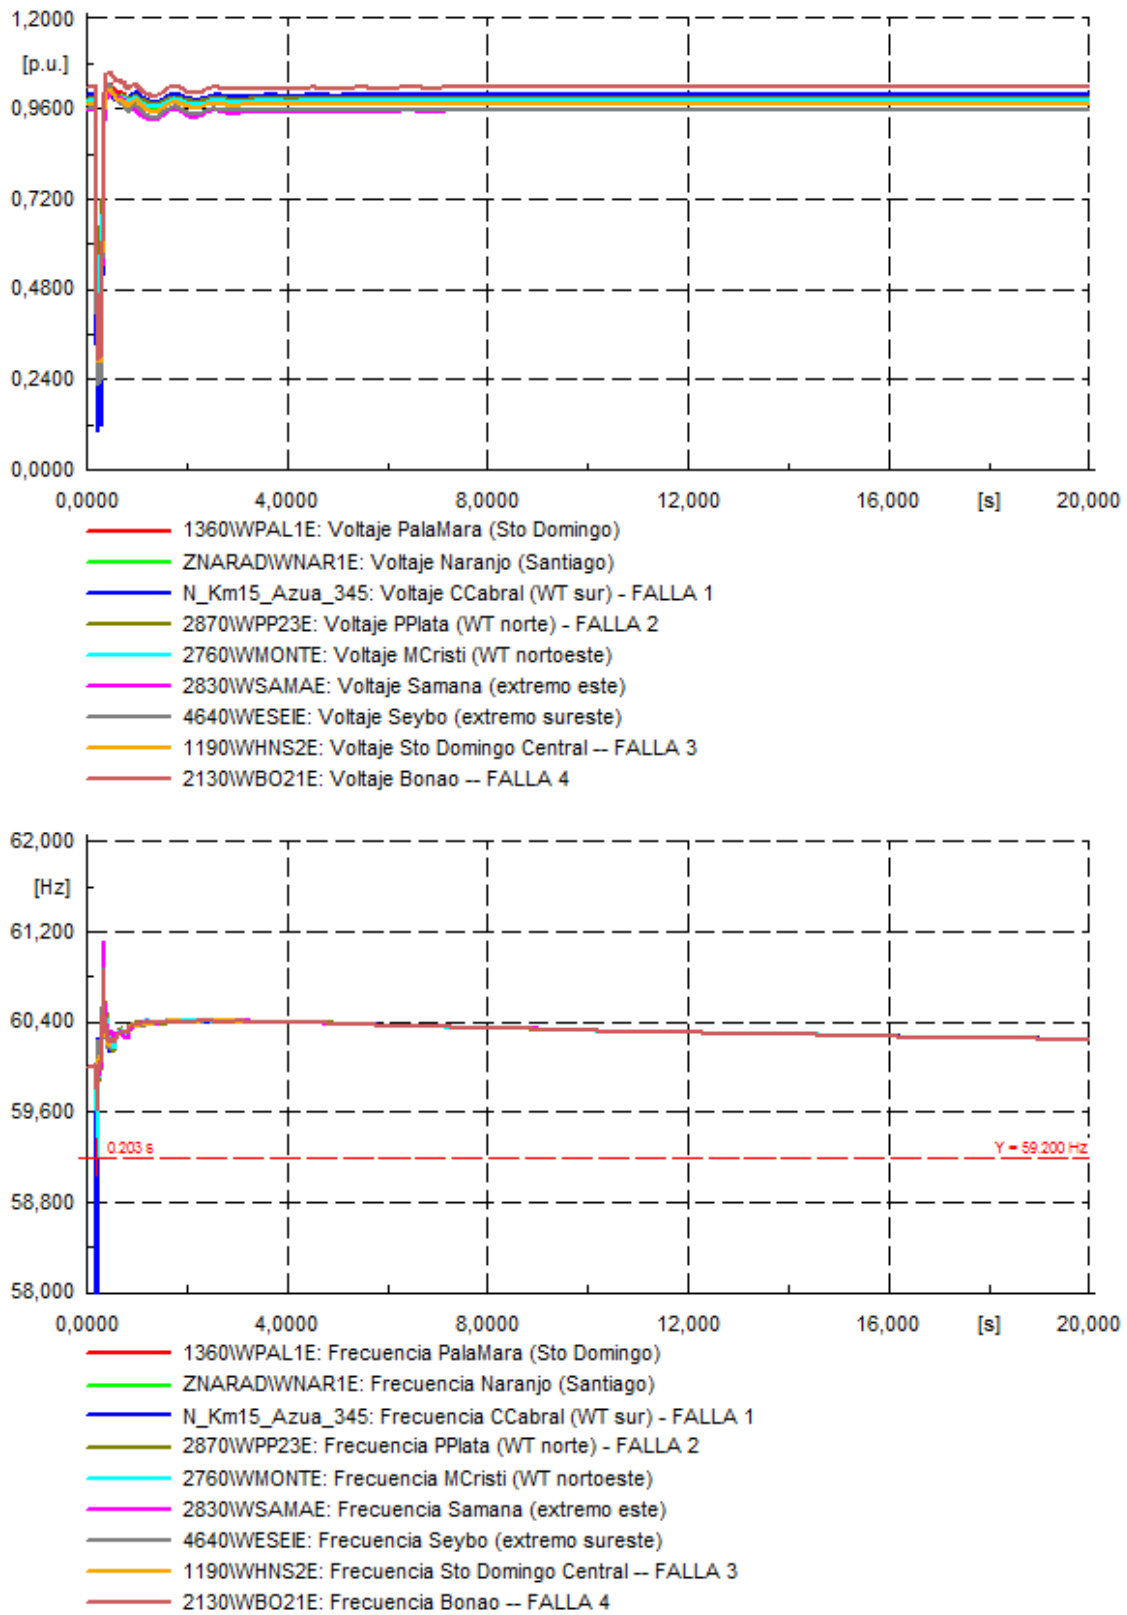 1,2000
[p.u.]
0,9600
0,7200
0,4800
0,2400
0,0000
0,0000 4,0000 8,0000 12,000 16,000 [s] 20,000
1360\WPAL1E: Voltaje PalaMara (Sto Domingo)
ZNARAD\WNAR1E: Voltaje Naranjo (Santiago)
N_Km15_Azua_345: Voltaje CCabral (WT sur) - FALLA 1
2870\WPP23E: Voltaje PPlata (WT norte) - FALLA 2
2760\WMONTE: Voltaje MCristi (WT nortoeste)
2830\WSAMAE: Voltaje Samana (extremo este)
4640\WESEIE: Voltaje Seybo (extremo sureste)
1190\WHNS2E: Voltaje Sto Domingo Central -- FALLA 3
2130\WBO21E: Voltaje Bonao -- FALLA 4
62,000
[Hz]
61,200
60,400
59,600
0.203 s Y = 59.200 Hz
58,800
58,000
0,0000 4,0000 8,0000 12,000 16,000 [s] 20,000
1360\WPAL1E: Frecuencia PalaMara (Sto Domingo)
ZNARAD\WNAR1E: Frecuencia Naranjo (Santiago)
N_Km15_Azua_345: Frecuencia CCabral (WT sur) - FALLA 1
2870\WPP23E: Frecuencia PPlata (WT norte) - FALLA 2
2760\WMONTE: Frecuencia MCristi (WT nortoeste)
2830\WSAMAE: Frecuencia Samana (extremo este)
4640\WESEIE: Frecuencia Seybo (extremo sureste)
1190\WHNS2E: Frecuencia Sto Domingo Central -- FALLA 3
2130\WBO21E: Frecuencia Bonao -- FALLA 4